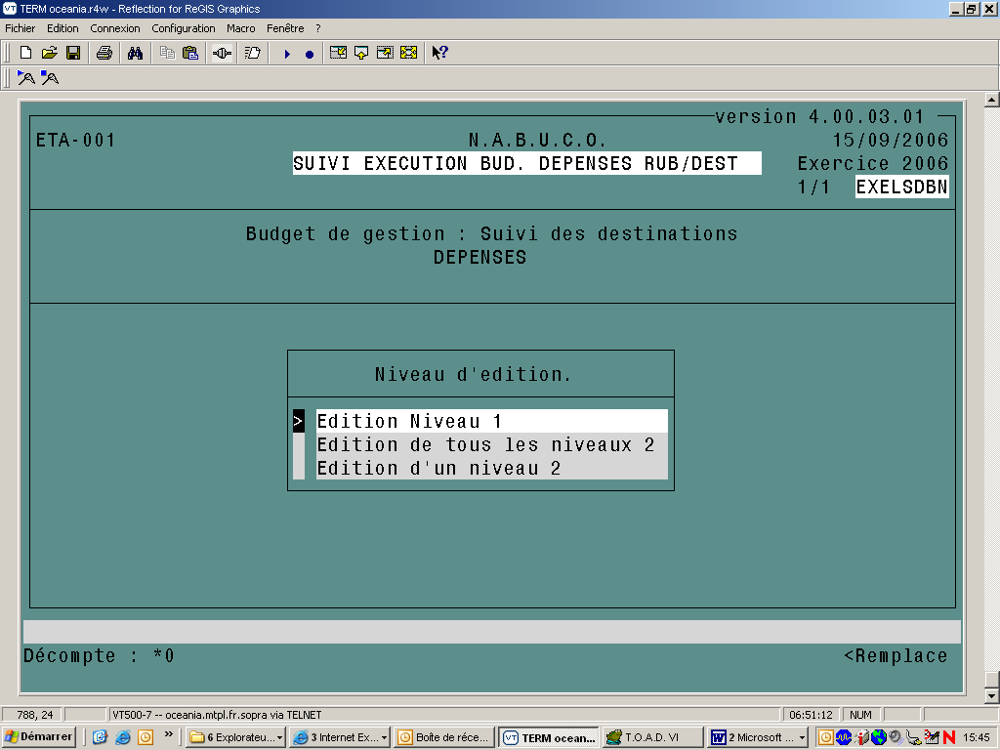 TERM oceania.r4w - Reflection for ReGIS Graphics
Fichier Edition Connexion Configuration Macro Fenêtre ?
version 4.00.03.01
ETA-001 N.A.B.U.C.O. 15/09/2006
SUIVI EXECUTION BUD. DEPENSES RUB/DEST Exercice 2006
1/1 EXELSDBN
Budget de gestion : Suivi des destinations
DEPENSES
Niveau d'edition.
> Edition Niveau 1
Edition de tous les niveaux 2
Edition d'un niveau 2
Décompte : *0 <Remplace
788, 24 VT500-7 -- oceania.mtpl.fr.sopra via TELNET 06:51:12 NUM
Démarrer » 6 Explorateu... 3 Internet Ex... Boîte de réce... TERM ocean... T.O.A.D. VI 2 Microsoft ... 15:45